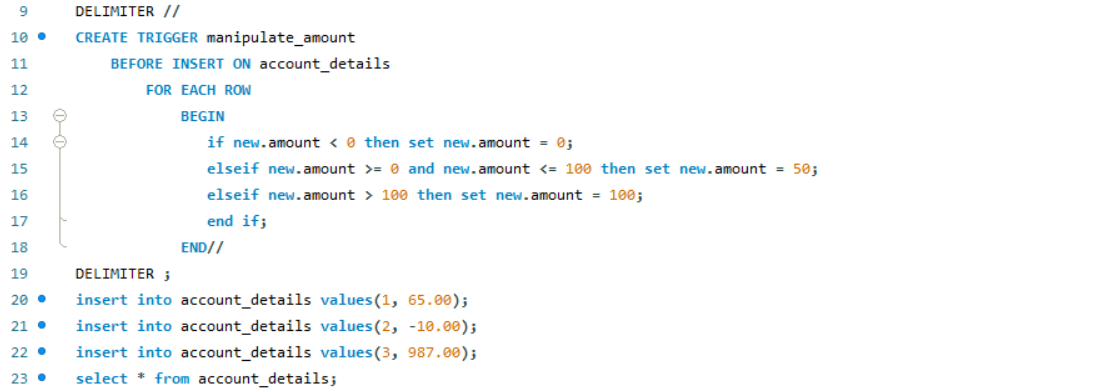 9 DELIMITER //
10 CREATE TRIGGER manipulate_amount
11 BEFORE INSERT ON account_details
12 FOR EACH ROW
13 BEGIN
14 if new.amount < 0 then set new.amount = 0;
15 elseif new.amount >= 0 and new.amount <= 100 then set new.amount = 50;
16 elseif new.amount > 100 then set new.amount = 100;
17 end if;
18 END//
19 DELIMITER ;
20 insert into account_details values(1, 65.00);
21 insert into account_details values(2, -10.00);
22 insert into account_details values(3, 987.00);
23 select * from account_details;